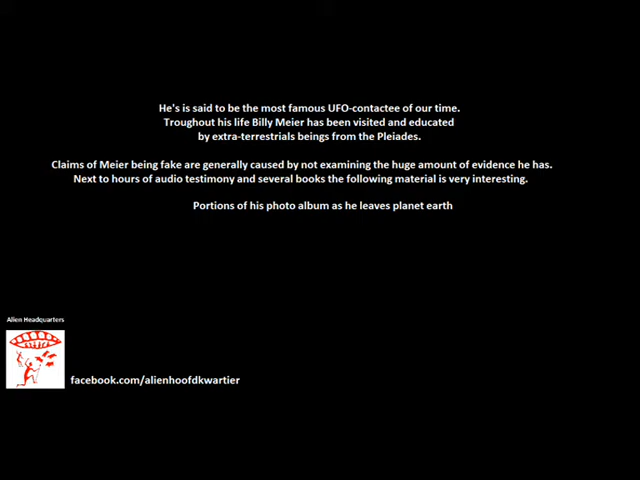 He's is said to be the most famous UFO-contactee of our time.
Troughout his life Billy Meier has been visited and educated
by extra-terrestrials beings from the Pleiades.
Claims of Meier being fake are generally caused by not examining the huge amount of evidence he has.
Next to hours of audio testimony and several books the following material is very interesting.
Portions of his photo album as he leaves planet earth
Alien Headquarters
facebook.com/alienhoofdkwartier